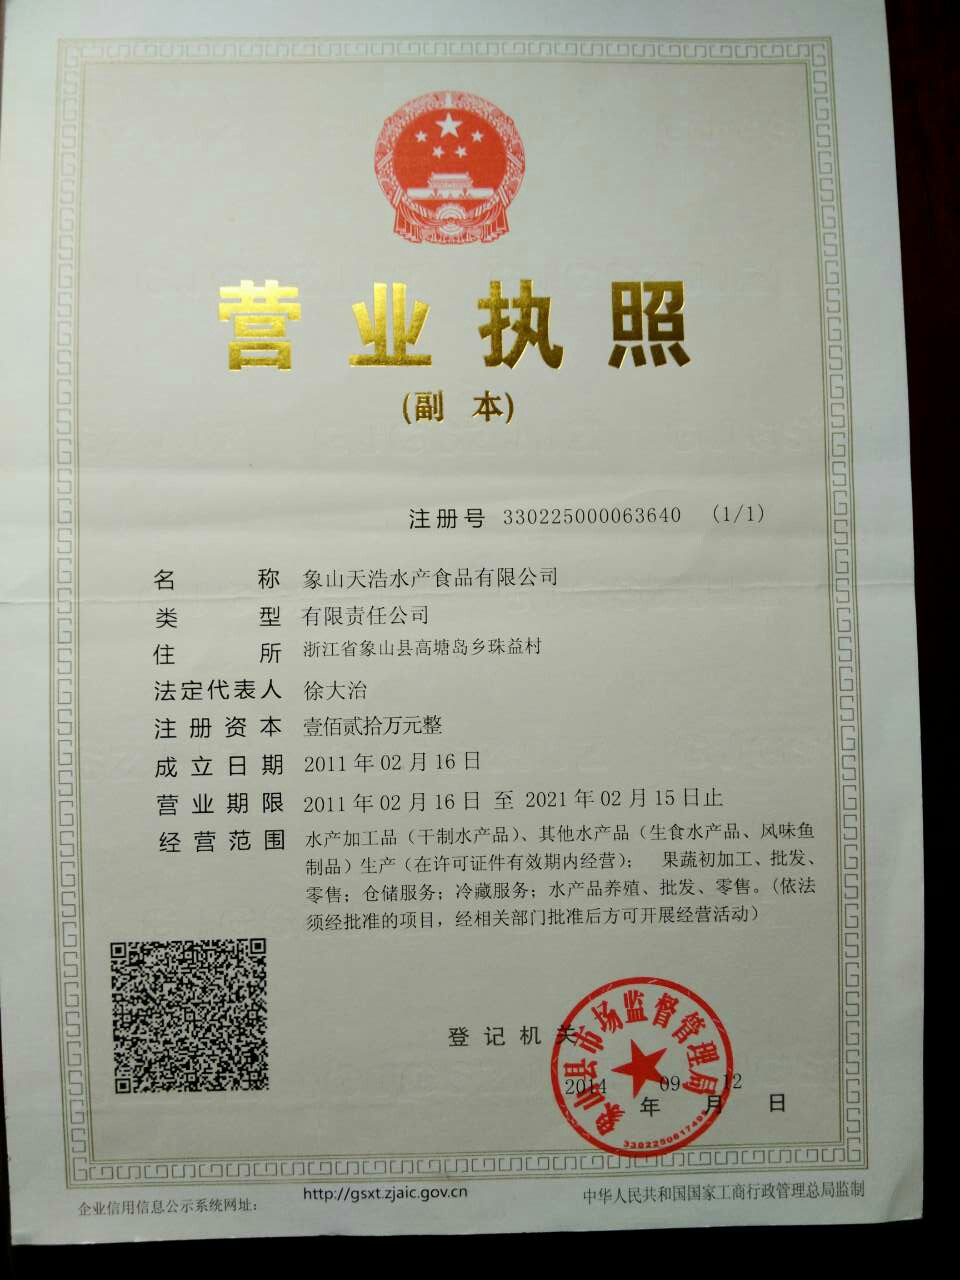 营业执照
(副 本)
注册号 330225000063640 (1/1)
名 称 象山天浩水产食品有限公司
类 型 有限责任公司
住 所 浙江省象山县高塘岛乡珠益村
法定代表人 徐大治
注册资本 壹佰贰拾万元整
成立日期 2011年02月16日
营业期限 2011年02月16日 至 2021年02月15日止
经营范围 水产加工品（干制水产品）、其他水产品（生食水产品、风味鱼
制品）生产（在许可证件有效期内经营）； 果蔬初加工、批发、
零售；仓储服务；冷藏服务；水产品养殖、批发、零售。(依法
须经批准的项目，经相关部门批准后方可开展经营活动）
登记机关
象山县市场监督管理局
2014年09月12日
企业信用信息公示系统网址：
http://gsxt.zjaic.gov.cn
中华人民共和国国家工商行政管理总局监制